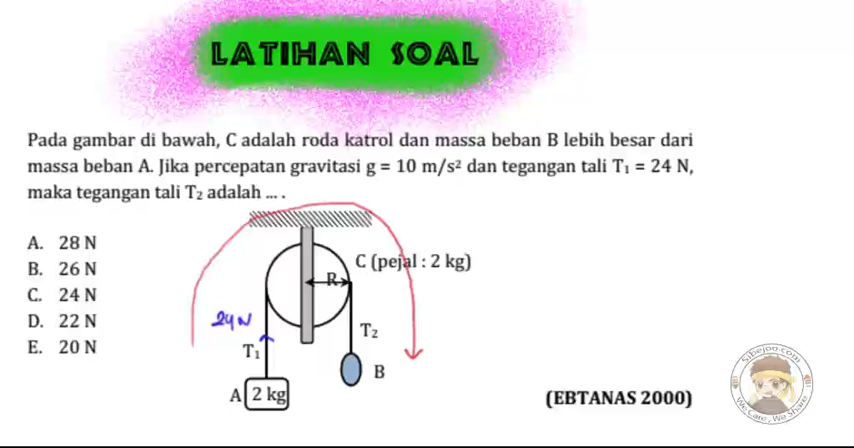 LATIHAN SOAL
Pada gambar di bawah, C adalah roda katrol dan massa beban B lebih besar dari
massa beban A. Jika percepatan gravitasi g = 10 m/s² dan tegangan tali T₁ = 24 N,
maka tegangan tali T₂ adalah ... .
A. 28 N
B. 26 N
C. 24 N
D. 22 N
E. 20 N
C (pejal : 2 kg)
R
24 N
T₂
T₁
B
A 2 kg
(EBTANAS 2000)
Sibejoo.com
We Care, We Share